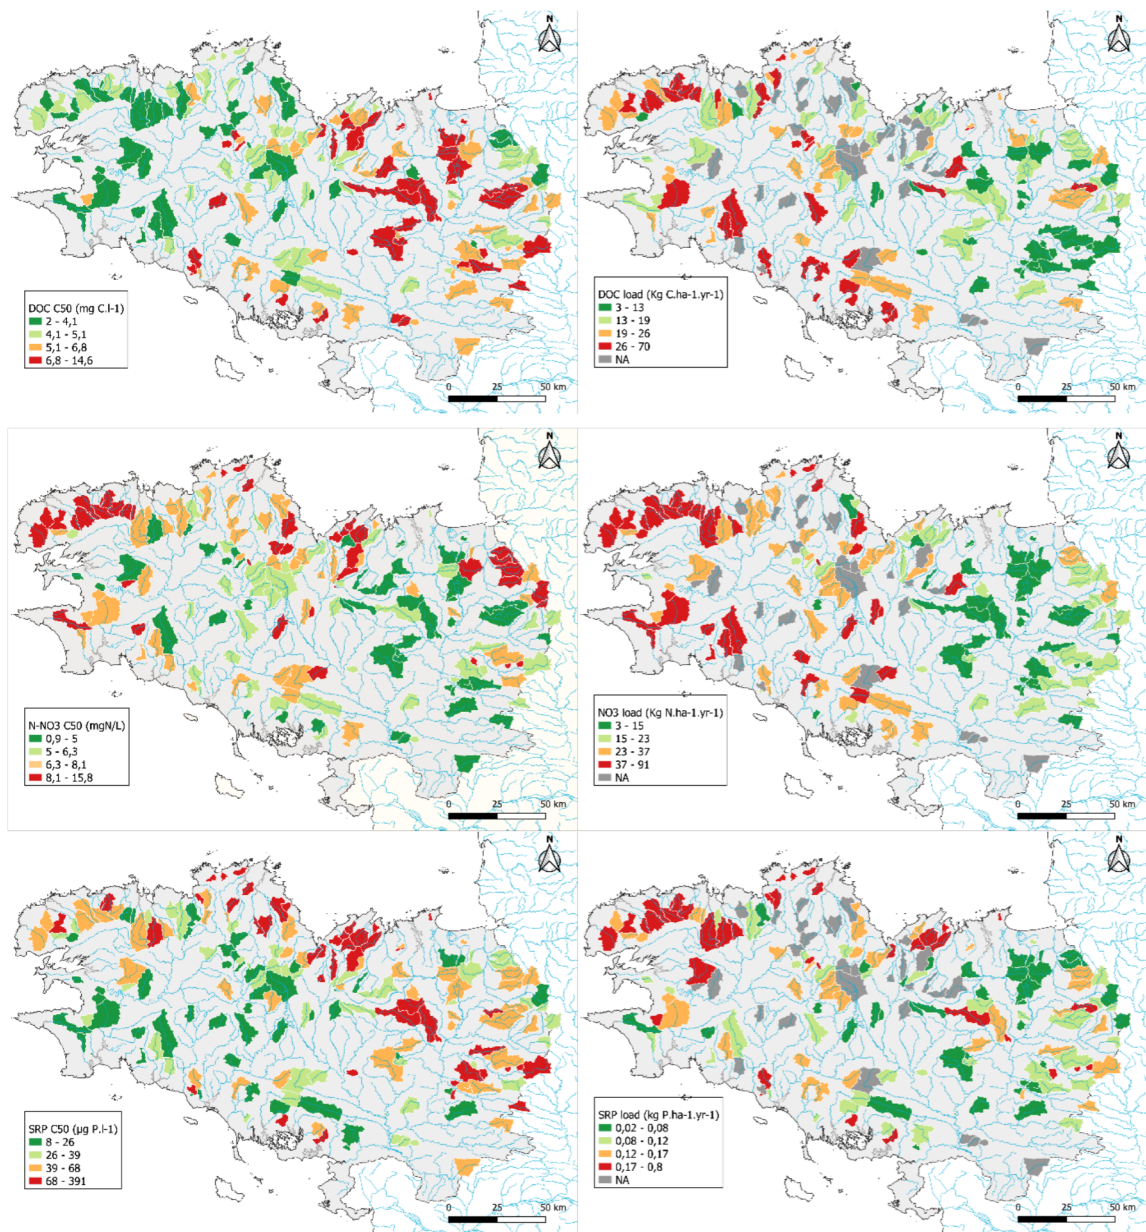 N
DOC C50 (mg C.l-1)
2 - 4,1
4,1 - 5,1
5,1 - 6,8
6,8 - 14,6
0 25 50 km
N
DOC load (Kg C.ha-1.yr-1)
3 - 13
13 - 19
19 - 26
26 - 70
NA
0 25 50 km
N
N-NO3 C50 (mgN/L)
0,9 - 5
5 - 6,3
6,3 - 8,1
8,1 - 15,8
0 25 50 km
N
NO3 load (Kg N.ha-1.yr-1)
3 - 15
15 - 23
23 - 37
37 - 91
NA
0 25 50 km
N
SRP C50 (µg P.l-1)
8 - 26
26 - 39
39 - 68
68 - 391
0 25 50 km
N
SRP load (kg P.ha-1.yr-1)
0,02 - 0,08
0,08 - 0,12
0,12 - 0,17
0,17 - 0,8
NA
0 25 50 km